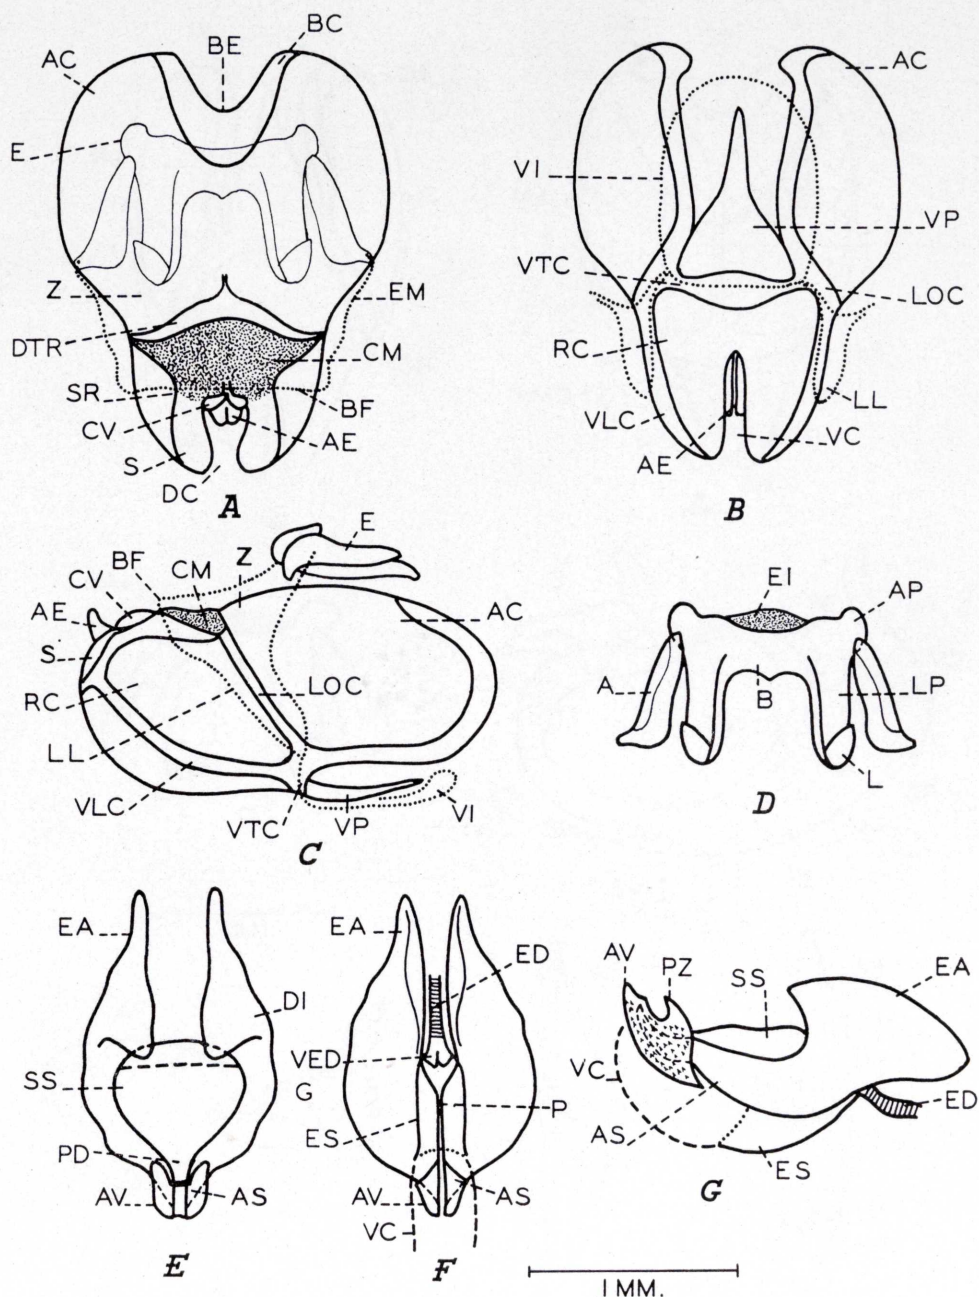 BE
BC
AC
E
Z
EM
DTR
CM
SR
BF
CV
AE
S
DC
A
AC
VI
VP
VTC
LOC
RC
LL
VLC
VC
AE
B
E
Z
BF
CM
CV
AC
AE
S
RC
LOC
LL
VLC
VTC
VP
VI
C
EI
AP
A
B
LP
L
D
EA
DI
SS
PD
AV
AS
E
EA
ED
VED
G
P
ES
AV
AS
VC
F
AV
PZ
SS
EA
VC
ED
AS
ES
G
1 MM.